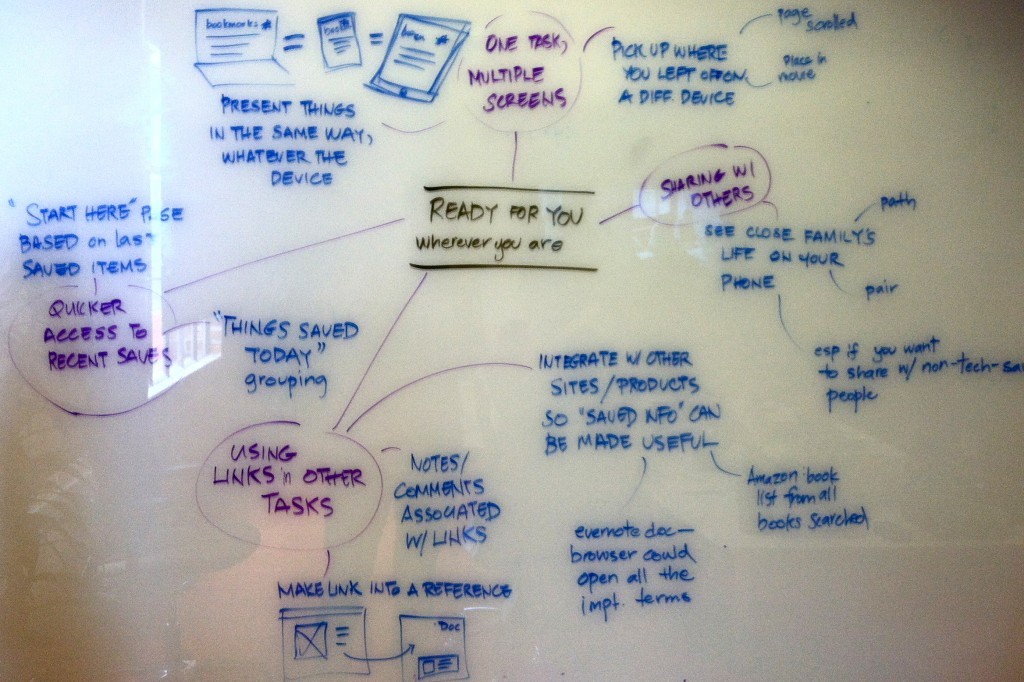 bookmarks *
=
=
ONE TASK,
MULTIPLE
SCREENS
PICK UP WHERE
YOU LEFT OFF ON
A DIFF. DEVICE
page
scrolled
place in
movie
PRESENT THINGS
IN THE SAME WAY,
WHATEVER THE
DEVICE
READY FOR YOU
wherever you are
SHARING W/
OTHERS
SEE CLOSE FAMILY'S
LIFE ON YOUR
PHONE
path
pair
esp if you want
to share w/ non-tech-sa
people
"START HERE" PAGE
BASED on last
SAVED ITEMS
QUICKER
ACCESS TO
RECENT SAVES
"THINGS SAVED
TODAY"
grouping
USING
LINKS in OTHER
TASKS
NOTES/
COMMENTS
ASSOCIATED
W/ LINKS
MAKE LINK INTO A REFERENCE
Doc
INTEGRATE W/ OTHER
SITES/PRODUCTS
SO "SAVED INFO" CAN
BE MADE USEFUL
evernote doc—
browser could
open all the
impt. terms
Amazon book
list from all
books searched